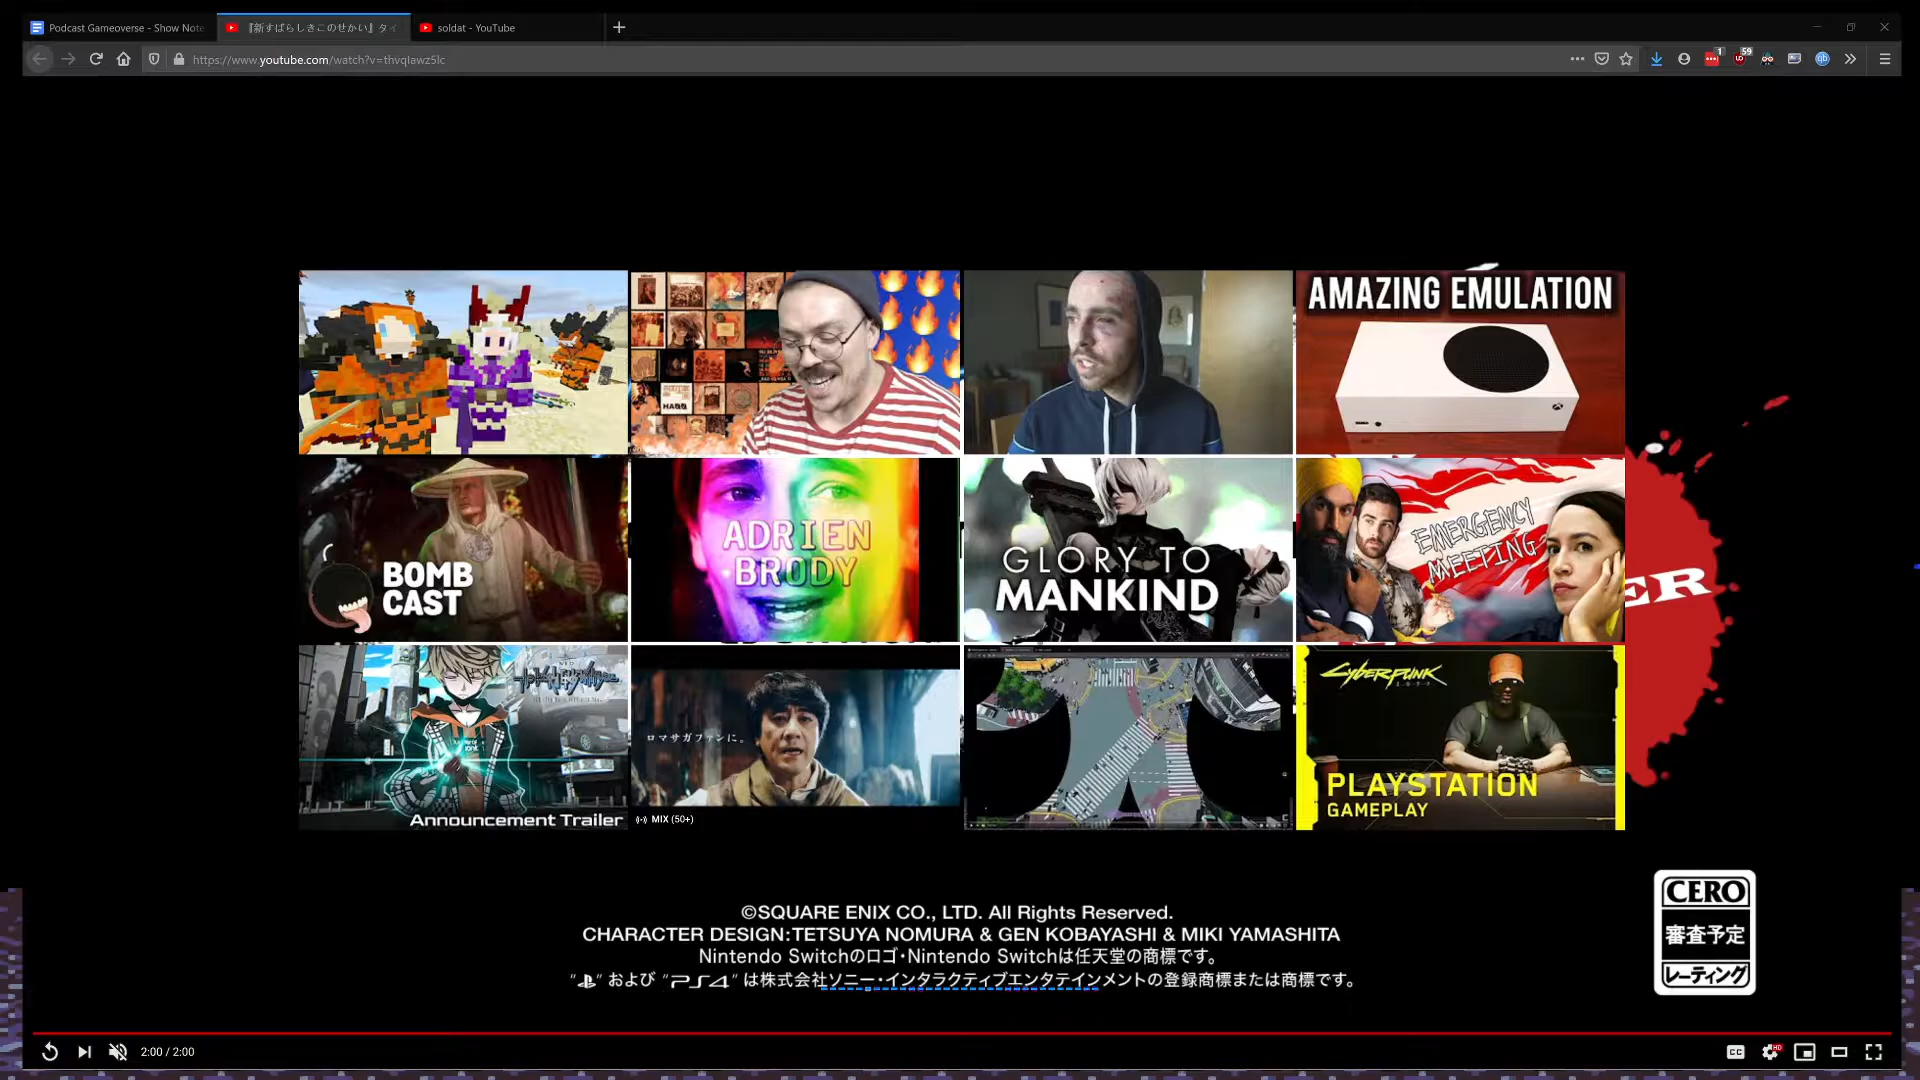 Podcast Gameoverse - Show Note
『新すばらしきこのせかい』タイ
soldat - YouTube
https://www.youtube.com/watch?v=thvqIawz5lc
1
59
AMAZING EMULATION
HAQQ
BOMB
CAST
ADRIEN
BRODY
GLORY TO
MANKIND
EMERGENCY
MEETING
ER
Announcement Trailer
ロマサガファンに。
MIX (50+)
CYBERPUNK
PLAYSTATION
GAMEPLAY
©SQUARE ENIX CO., LTD. All Rights Reserved.
CHARACTER DESIGN:TETSUYA NOMURA & GEN KOBAYASHI & MIKI YAMASHITA
Nintendo Switchのロゴ・Nintendo Switchは任天堂の商標です。
“ ” および “PS4” は株式会社ソニー・インタラクティブエンタテインメントの登録商標または商標です。
CERO
審査予定
レーティング
2:00 / 2:00
CC
HD